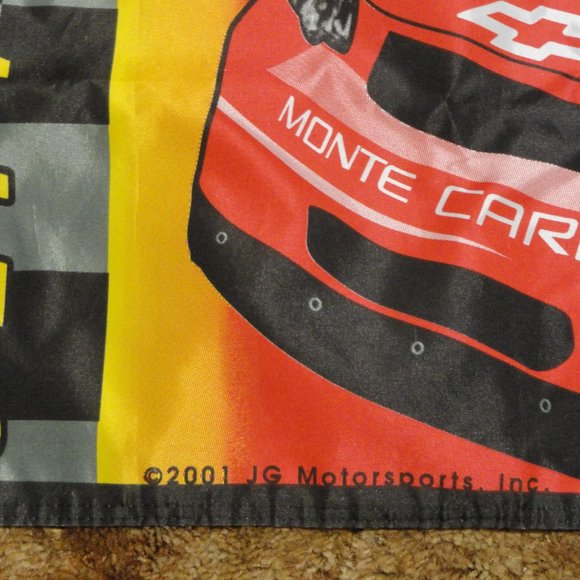 MONTE CAR
©2001 JG Motorsports, Inc.